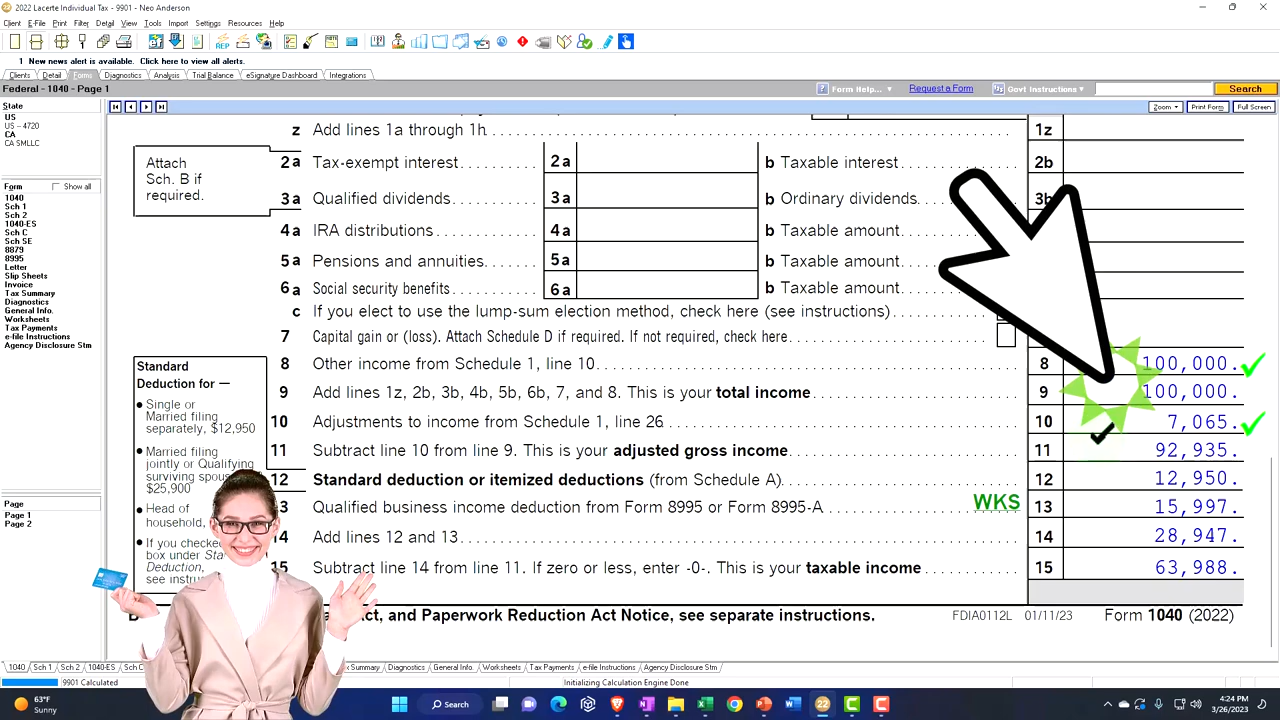 2022 Lacerte Individual Tax - 9901 - Neo Anderson
Client E-File Print Filter Detail View Tools Import Settings Resources Help
REP
1 New news alert is available. Click here to view all alerts.
Clients Detail Forms Diagnostics Analysis Trial Balance eSignature Dashboard Integrations
Federal - 1040 - Page 1
Form Help... Request a Form Govt Instructions Search
Zoom Print Form Full Screen
State
US
US – 4720
CA
CA SMLLC
Form Show all
1040
Sch 1
Sch 2
1040-ES
Sch C
Sch SE
8879
8995
Letter
Slip Sheets
Invoice
Tax Summary
Diagnostics
General Info.
Worksheets
Tax Payments
e-file Instructions
Agency Disclosure Stm
Page
Page 1
Page 2
z Add lines 1a through 1h 1z
Attach
Sch. B if
required.
2a Tax-exempt interest 2a b Taxable interest 2b
3a Qualified dividends 3a b Ordinary dividends 3b
4a IRA distributions 4a b Taxable amount
5a Pensions and annuities 5a b Taxable amount
6a Social security benefits 6a b Taxable amount
c If you elect to use the lump-sum election method, check here (see instructions)
7 Capital gain or (loss). Attach Schedule D if required. If not required, check here
Standard
Deduction for —
● Single or
Married filing
separately, $12,950
● Married filing
jointly or Qualifying
surviving spou
$25,900
● Head of
household,
● If you checked
box under Sta
Deduction,
see instru
8 Other income from Schedule 1, line 10 8 100,000.
9 Add lines 1z, 2b, 3b, 4b, 5b, 6b, 7, and 8. This is your total income 9 100,000.
10 Adjustments to income from Schedule 1, line 26 10 7,065.
11 Subtract line 10 from line 9. This is your adjusted gross income 11 92,935.
12 Standard deduction or itemized deductions (from Schedule A) 12 12,950.
3 Qualified business income deduction from Form 8995 or Form 8995-A WKS 13 15,997.
14 Add lines 12 and 13 14 28,947.
15 Subtract line 14 from line 11. If zero or less, enter -0-. This is your taxable income 15 63,988.
Act, and Paperwork Reduction Act Notice, see separate instructions. FDIA0112L 01/11/23 Form 1040 (2022)
1040 Sch 1 Sch 2 1040-ES Sch C Summary Diagnostics General Info. Worksheets Tax Payments e-file Instructions Agency Disclosure Stm
9901 Calculated Initializing Calculation Engine Done
63°F
Sunny
Search
22
4:24 PM
3/26/2023